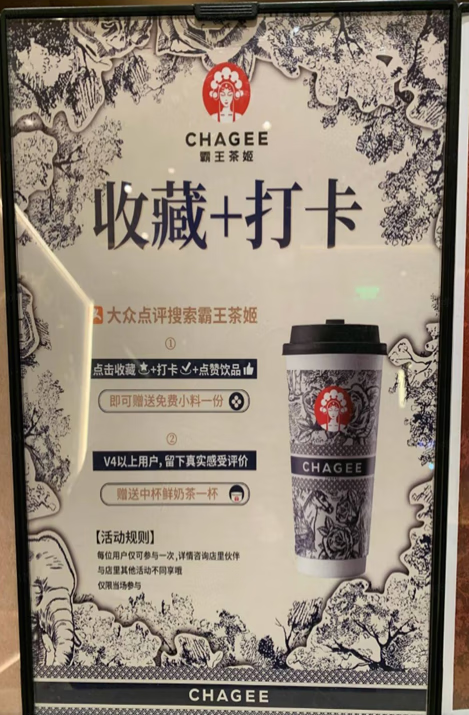 CHAGEE
霸王茶姬
收藏+打卡
大众点评搜索霸王茶姬
①
点击收藏+打卡+点赞饮品
即可赠送免费小料一份
②
V4以上用户,留下真实感受评价
赠送中杯鲜奶茶一杯
CHAGEE
【活动规则】
每位用户仅可参与一次,详情咨询店里伙伴
与店里其他活动不同享哦
仅限当场参与
CHAGEE